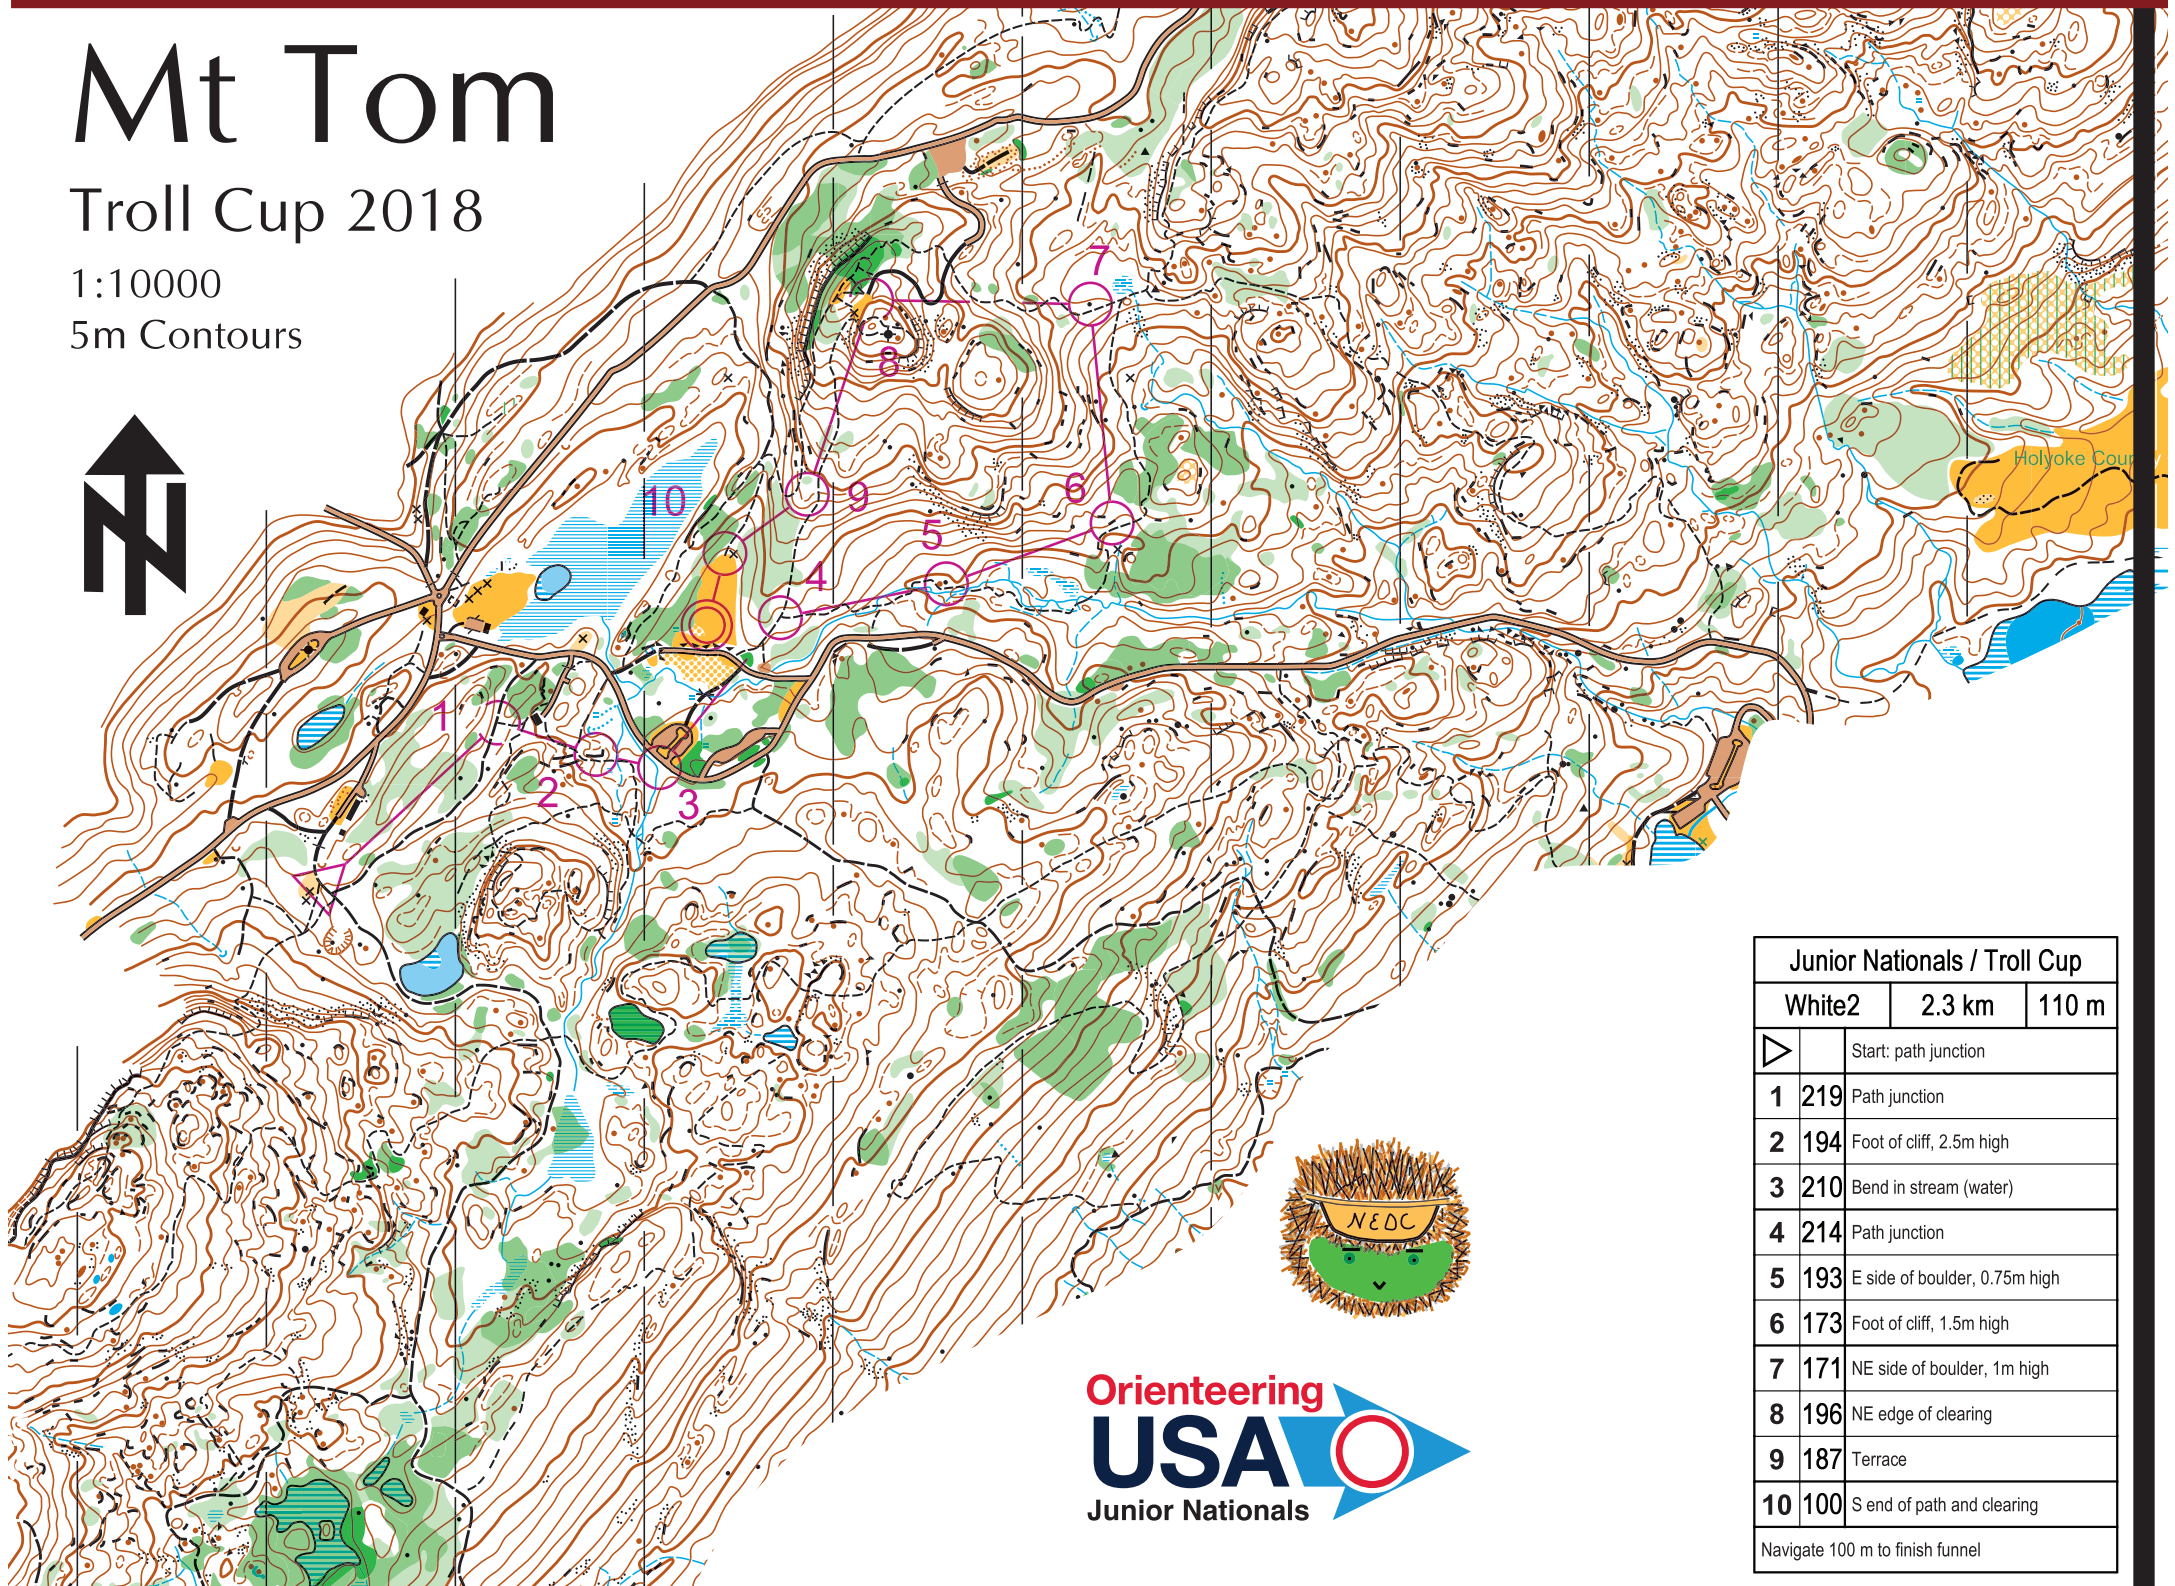 Mt Tom
Troll Cup 2018
1:10000
5m Contours
N
7
8
10
9
6
5
4
1
2
3
Holyoke Cour
Junior Nationals / Troll Cup
White2 2.3 km 110 m
Start: path junction
1 219 Path junction
2 194 Foot of cliff, 2.5m high
3 210 Bend in stream (water)
4 214 Path junction
5 193 E side of boulder, 0.75m high
6 173 Foot of cliff, 1.5m high
7 171 NE side of boulder, 1m high
8 196 NE edge of clearing
9 187 Terrace
10 100 S end of path and clearing
Navigate 100 m to finish funnel
NEDC
Orienteering
USA
Junior Nationals